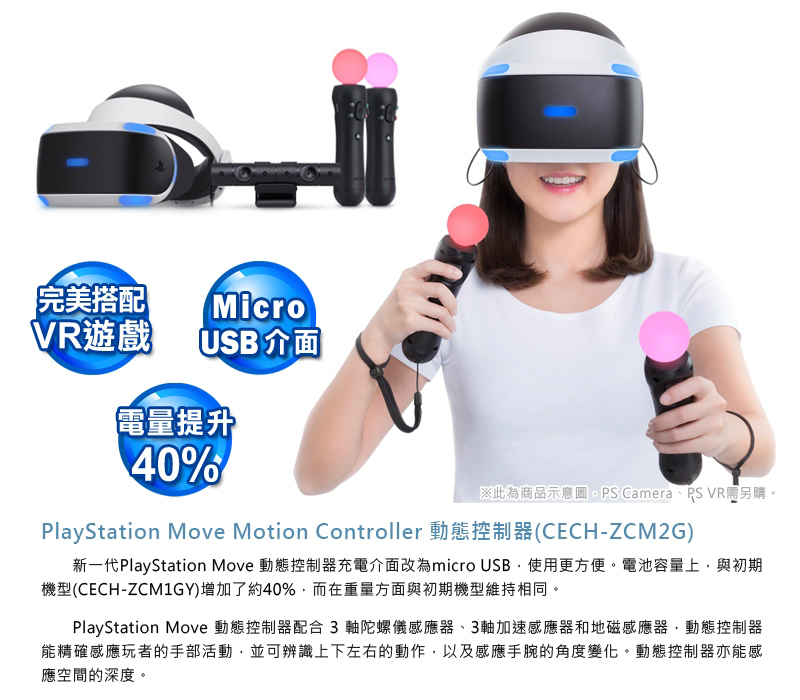 完美搭配
VR遊戲
Micro
USB介面
電量提升
40%
※此為商品示意圖，PS Camera、PS VR需另購。
PlayStation Move Motion Controller 動態控制器(CECH-ZCM2G)
新一代PlayStation Move 動態控制器充電介面改為micro USB，使用更方便。電池容量上，與初期
機型(CECH-ZCM1GY)增加了約40%，而在重量方面與初期機型維持相同。
PlayStation Move 動態控制器配合 3 軸陀螺儀感應器、3軸加速感應器和地磁感應器，動態控制器
能精確感應玩者的手部活動，並可辨識上下左右的動作，以及感應手腕的角度變化。動態控制器亦能感
應空間的深度。